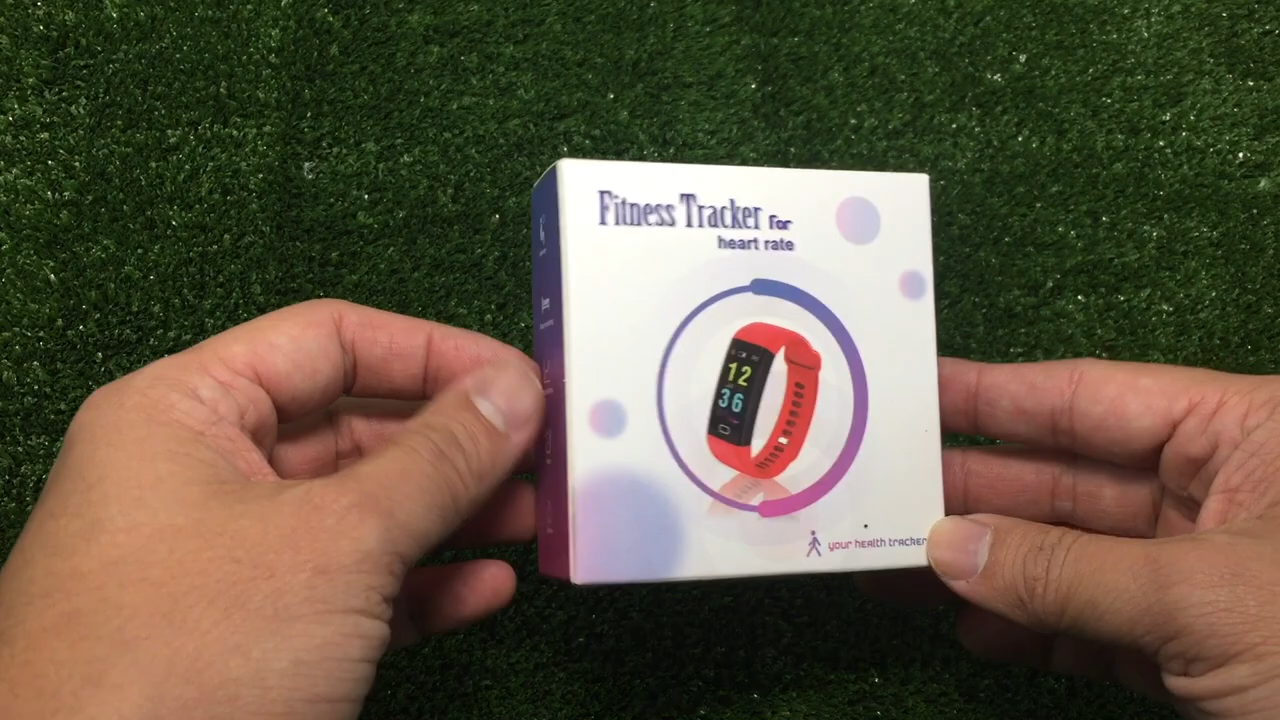 Fitness Tracker For
heart rate
12
36
your health tracker